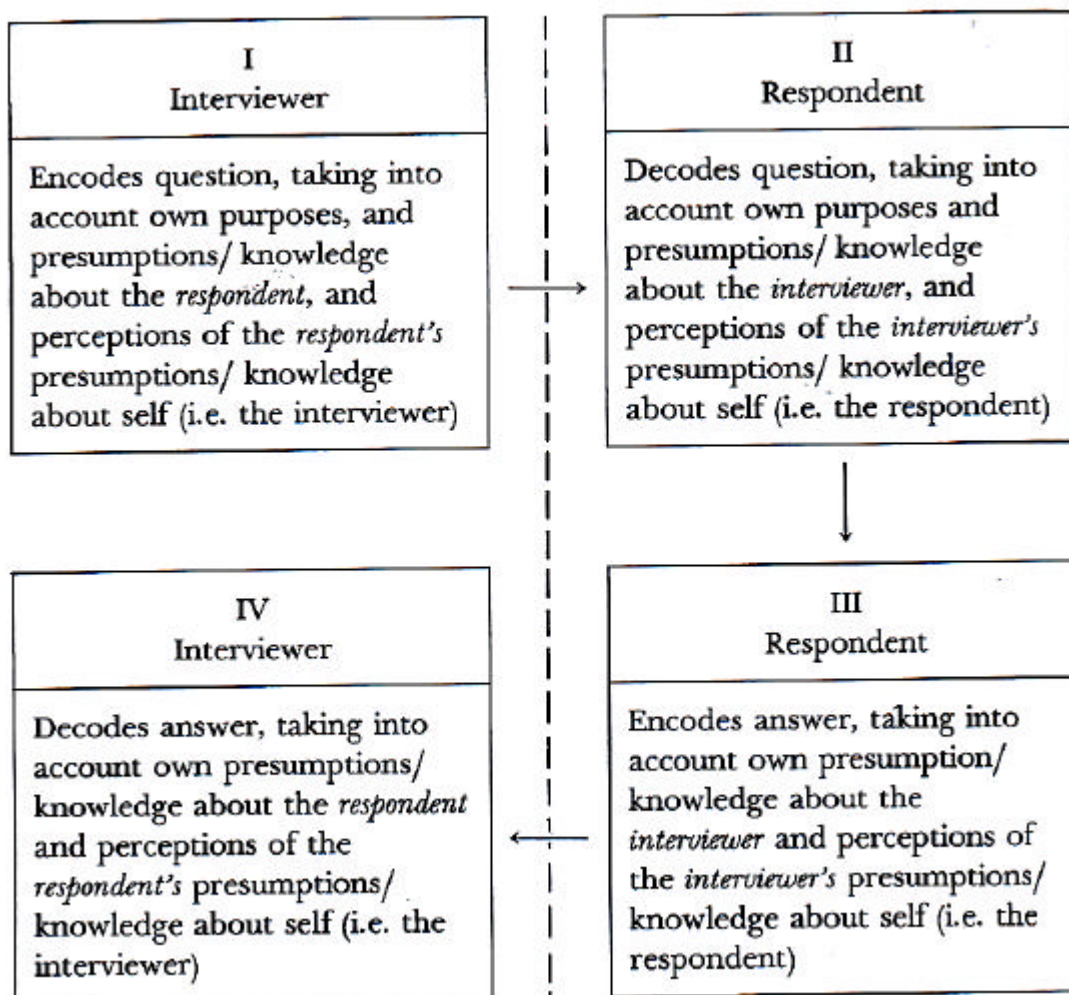 I
Interviewer
Encodes question, taking into
account own purposes, and
presumptions/ knowledge
about the respondent, and
perceptions of the respondent's
presumptions/ knowledge
about self (i.e. the interviewer)
II
Respondent
Decodes question, taking into
account own purposes and
presumptions/ knowledge
about the interviewer, and
perceptions of the interviewer's
presumptions/ knowledge
about self (i.e. the respondent)
III
Respondent
Encodes answer, taking into
account own presumption/
knowledge about the
interviewer and perceptions of
the interviewer's presumptions/
knowledge about self (i.e. the
respondent)
IV
Interviewer
Decodes answer, taking into
account own presumptions/
knowledge about the respondent
and perceptions of the
respondent's presumptions/
knowledge about self (i.e. the
interviewer)